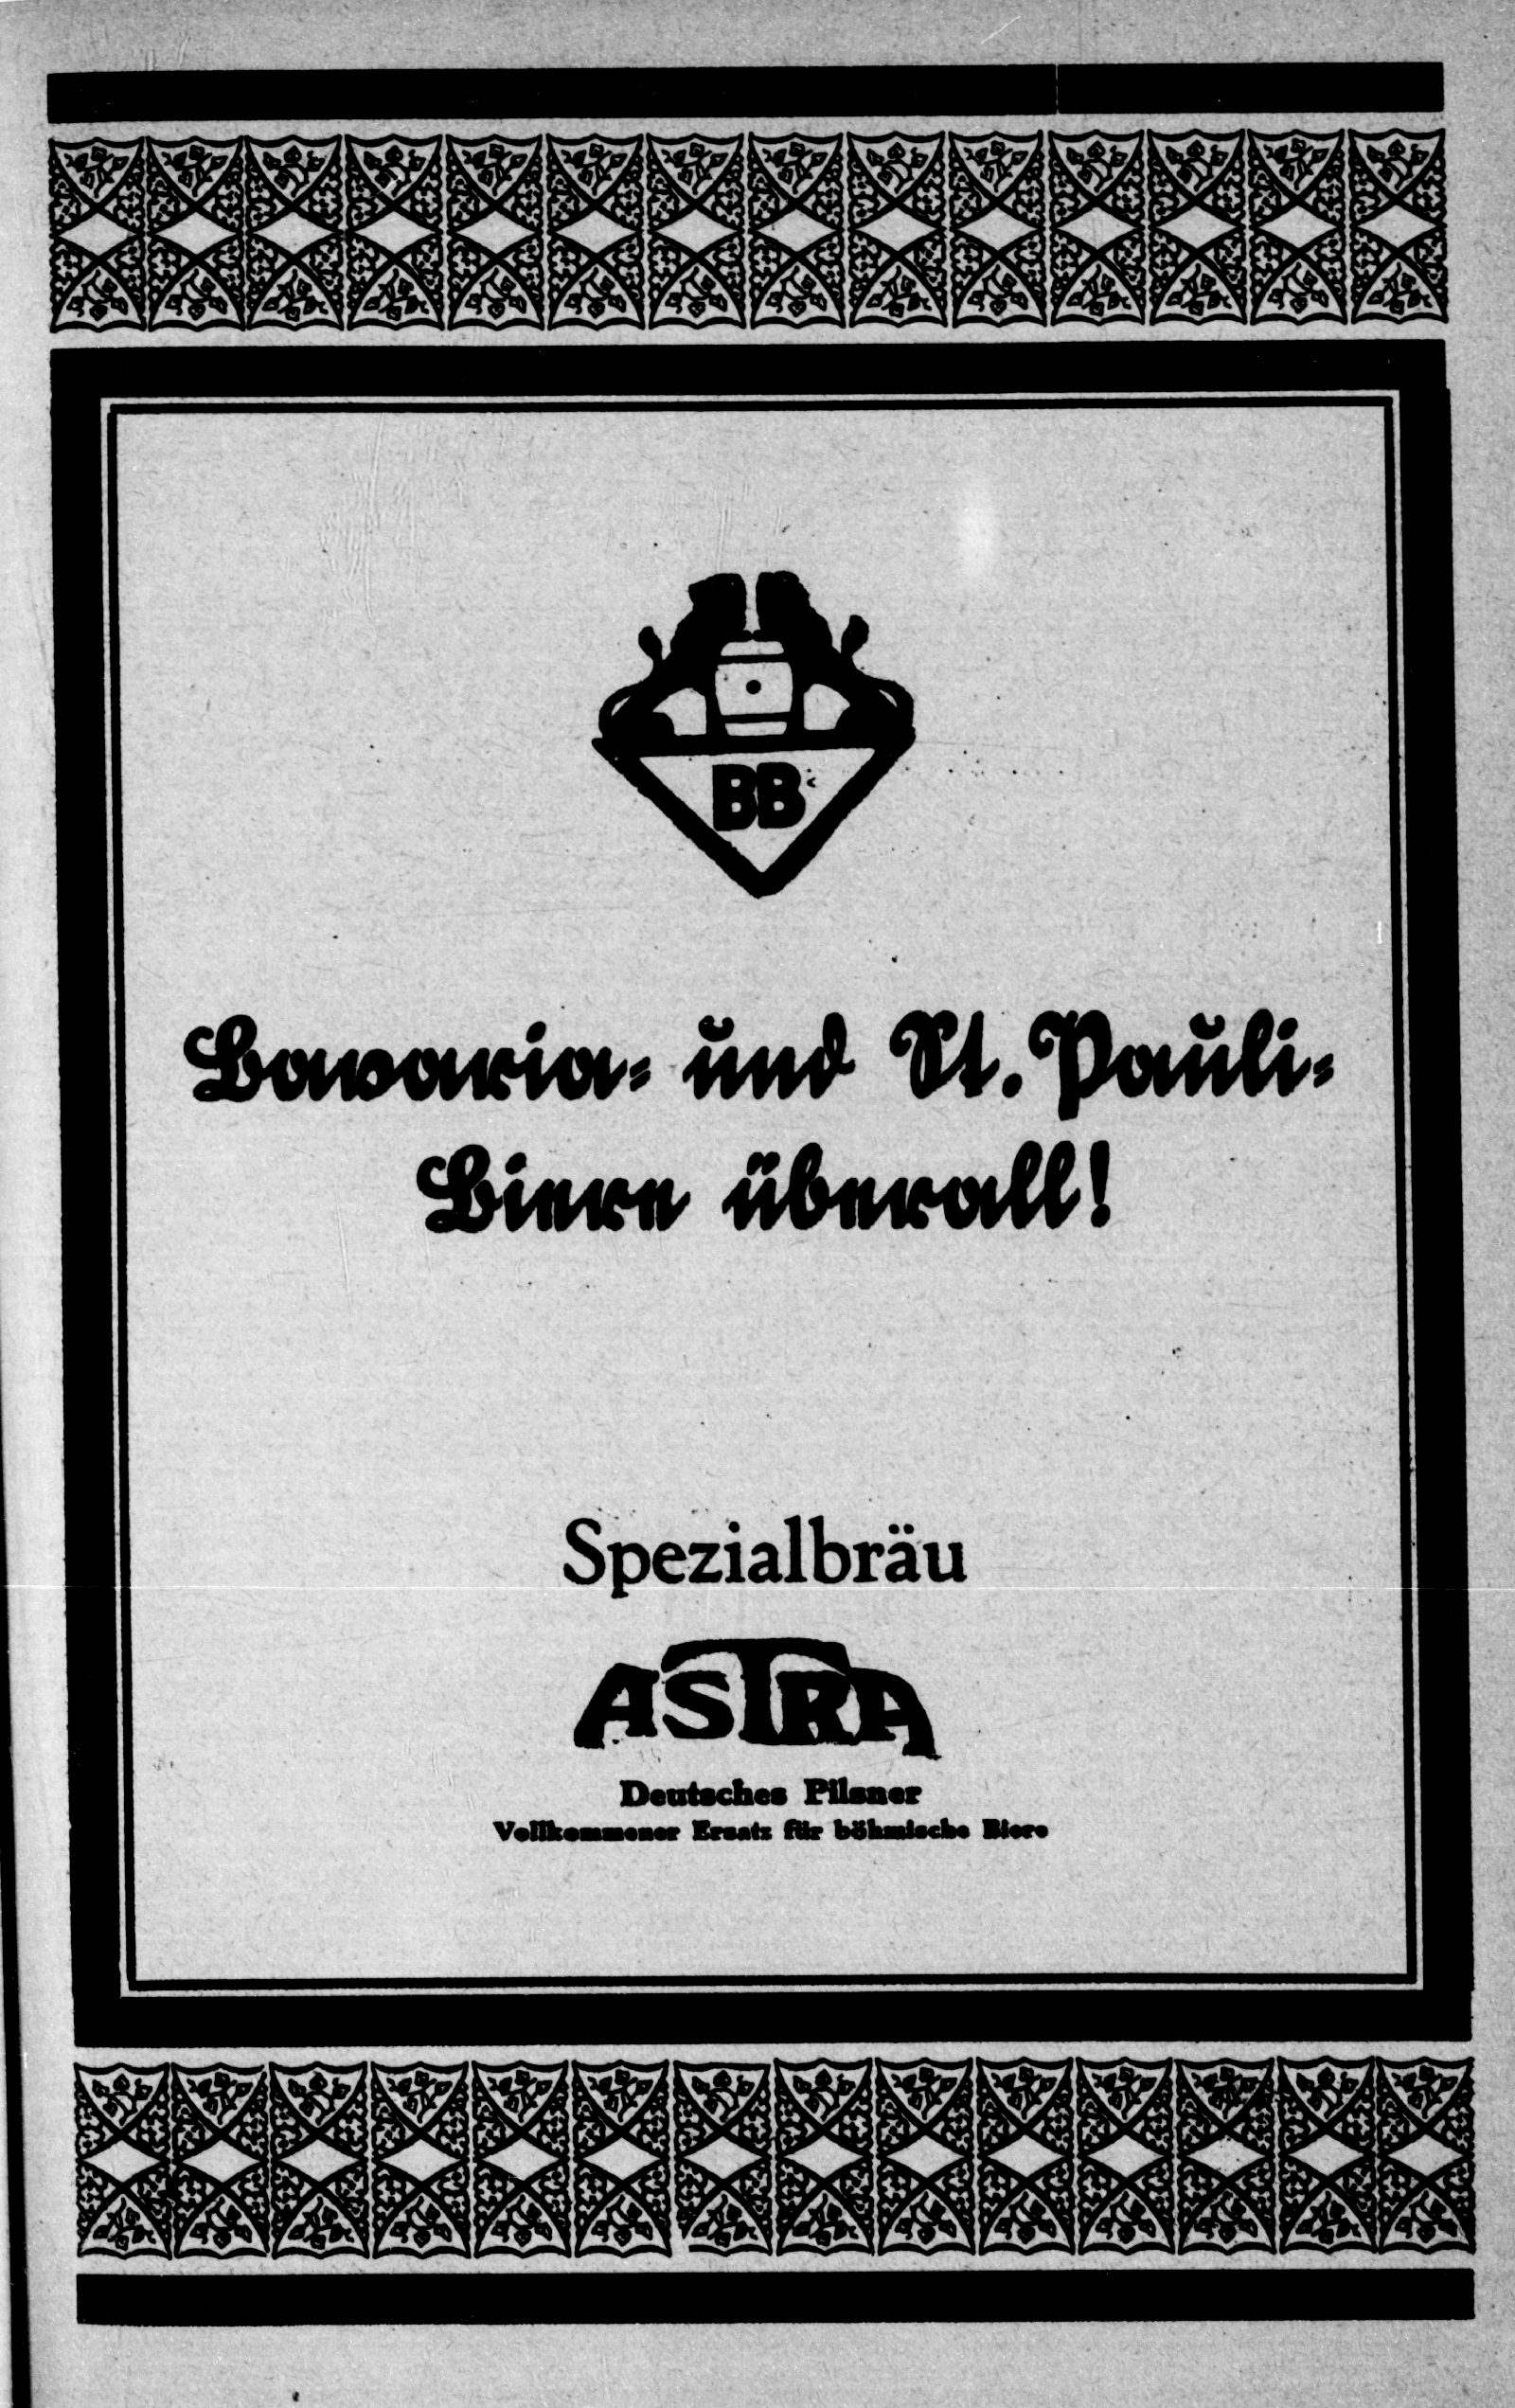 BB
Bavaria- und St. Pauli-
Biere überall!
Spezialbräu
ASTRA
Deutsches Pilsner
Vollkommener Ersatz für böhmische Biere